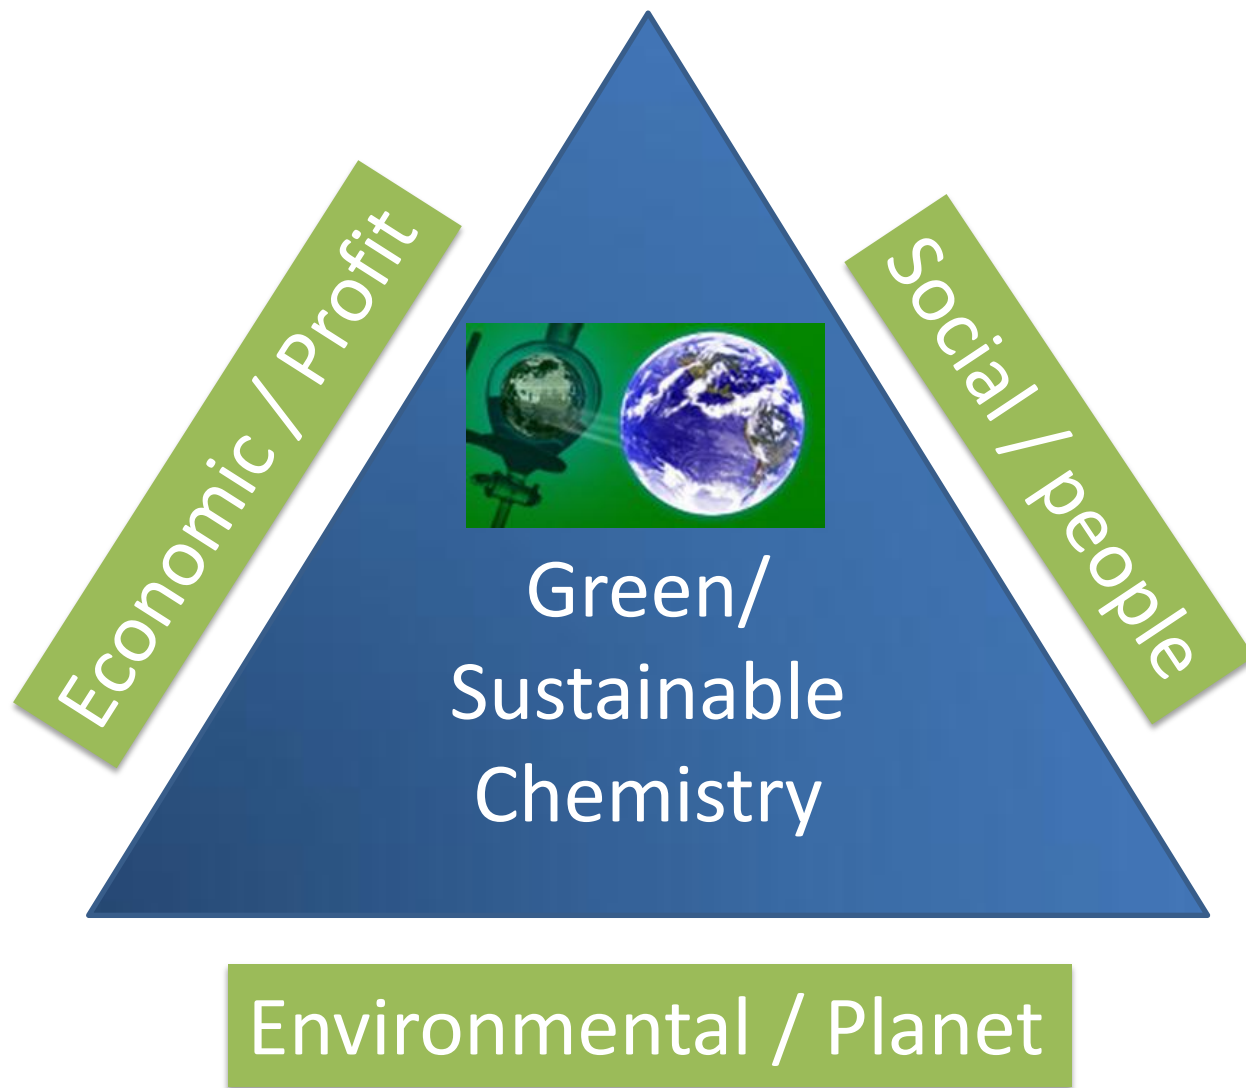 Economic / Profit
Social / people
Green/
Sustainable
Chemistry
Environmental / Planet